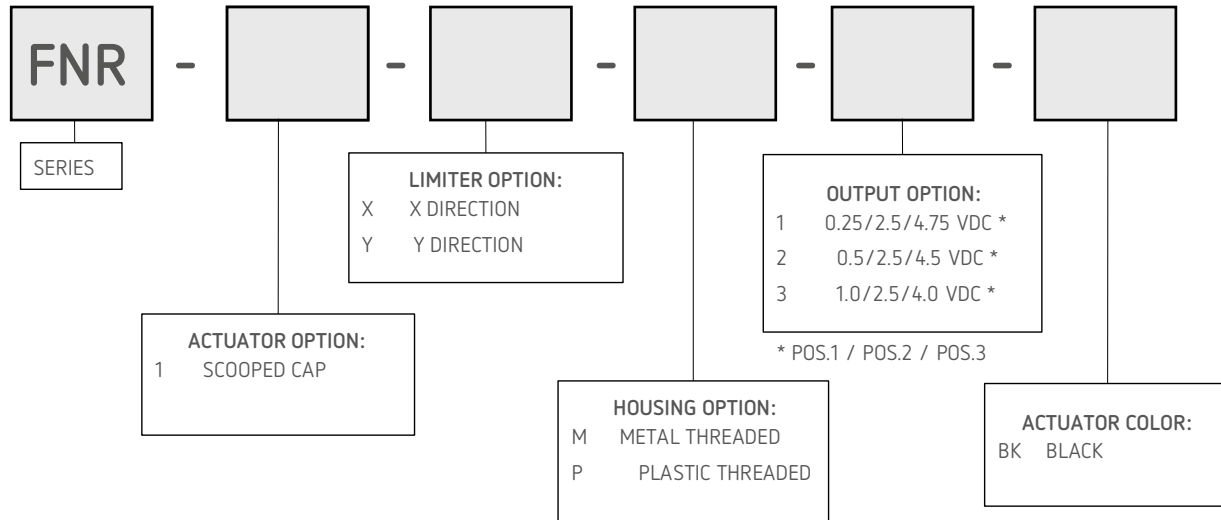 FNR - - - - -
SERIES
LIMITER OPTION:
X X DIRECTION
Y Y DIRECTION
OUTPUT OPTION:
1 0.25/2.5/4.75 VDC *
2 0.5/2.5/4.5 VDC *
3 1.0/2.5/4.0 VDC *
* POS.1 / POS.2 / POS.3
ACTUATOR OPTION:
1 SCOOPED CAP
HOUSING OPTION:
M METAL THREADED
P PLASTIC THREADED
ACTUATOR COLOR:
BK BLACK